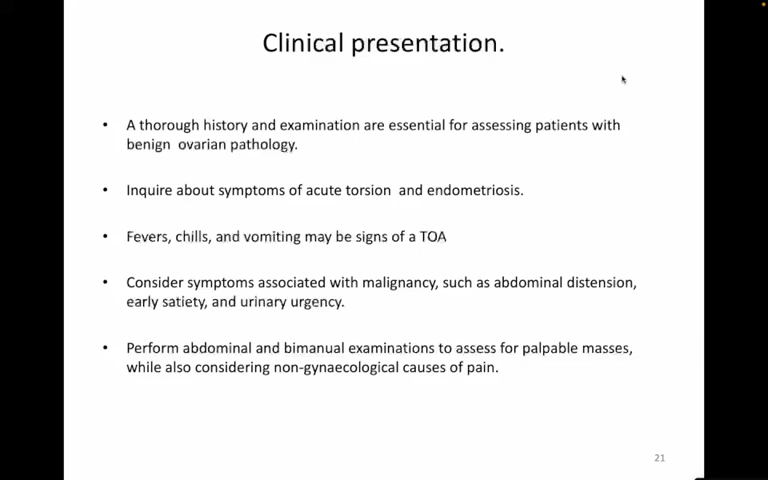 Clinical presentation.
• A thorough history and examination are essential for assessing patients with
benign ovarian pathology.
• Inquire about symptoms of acute torsion and endometriosis.
• Fevers, chills, and vomiting may be signs of a TOA
• Consider symptoms associated with malignancy, such as abdominal distension,
early satiety, and urinary urgency.
• Perform abdominal and bimanual examinations to assess for palpable masses,
while also considering non-gynaecological causes of pain.
21